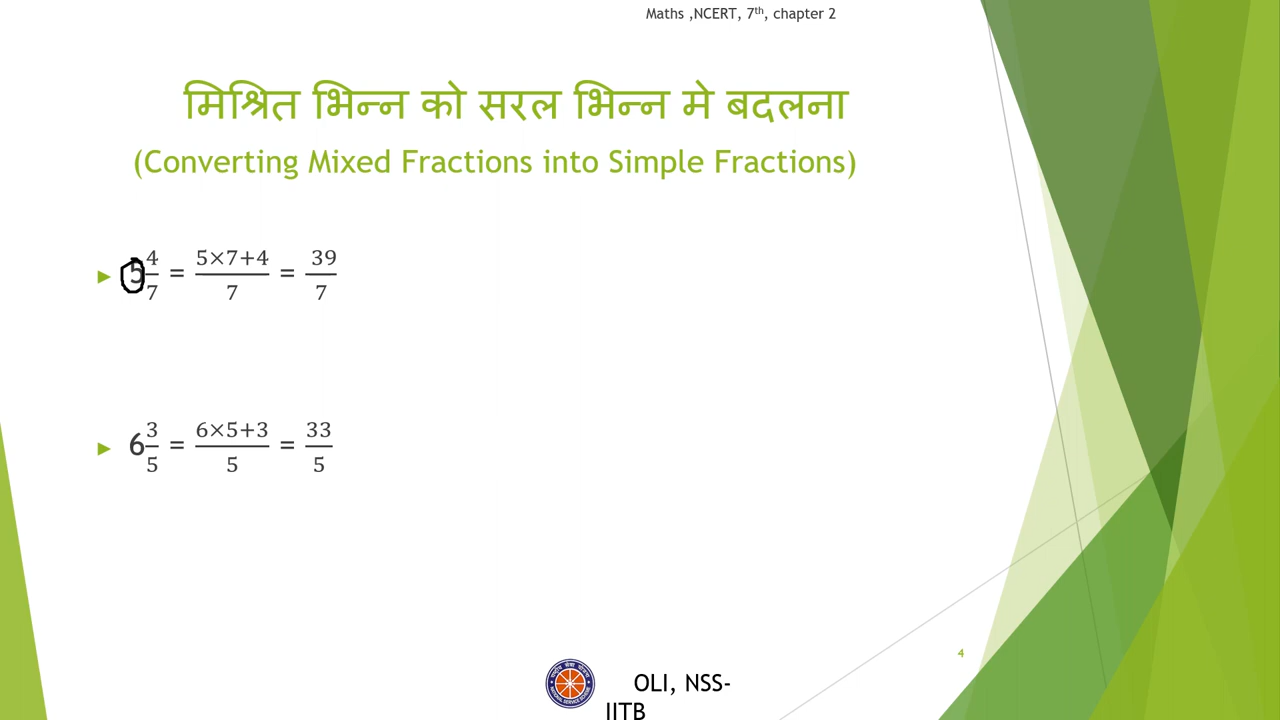 Maths ,NCERT, 7th, chapter 2
मिश्रित भिन्न को सरल भिन्न मे बदलना
(Converting Mixed Fractions into Simple Fractions)
► 5 4/7 = 5×7+4/7 = 39/7
► 6 3/5 = 6×5+3/5 = 33/5
4
OLI, NSS-
IITB